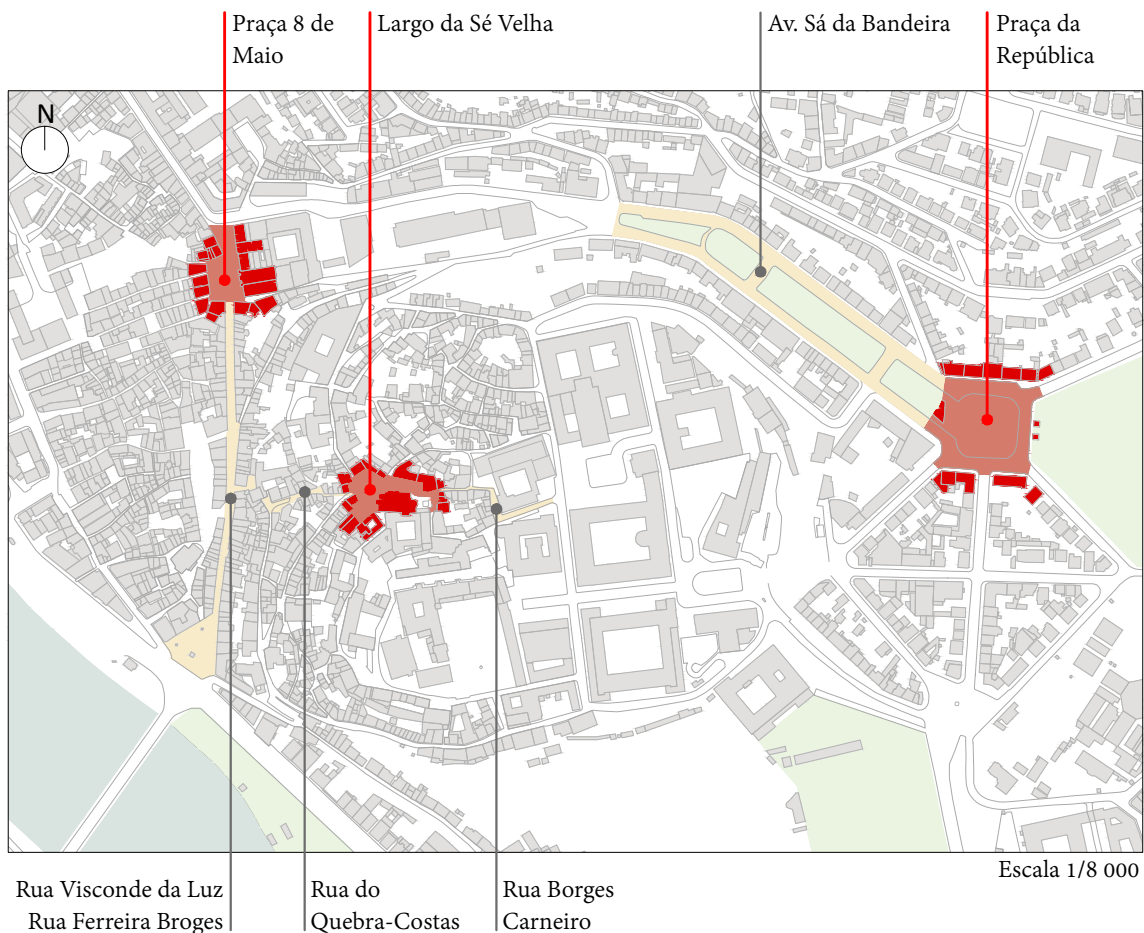 Praça 8 de
Maio
Largo da Sé Velha
Av. Sá da Bandeira
Praça da
República
N
Escala 1/8 000
Rua Visconde da Luz
Rua Ferreira Broges
Rua do
Quebra-Costas
Rua Borges
Carneiro